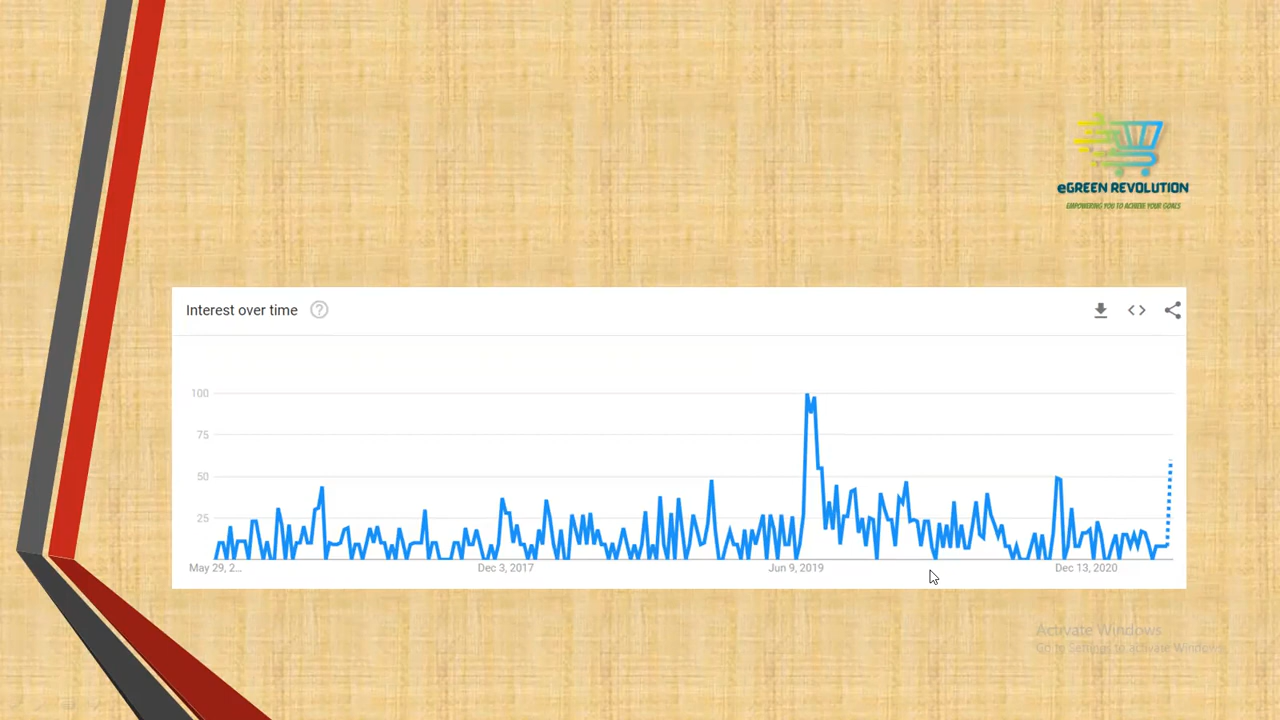 eGREEN REVOLUTION
EMPOWERING YOU TO ACHIEVE YOUR GOALS
Interest over time
100
75
50
25
May 29, 2...
Dec 3, 2017
Jun 9, 2019
Dec 13, 2020
Activate Windows
Go to Settings to activate Windows.